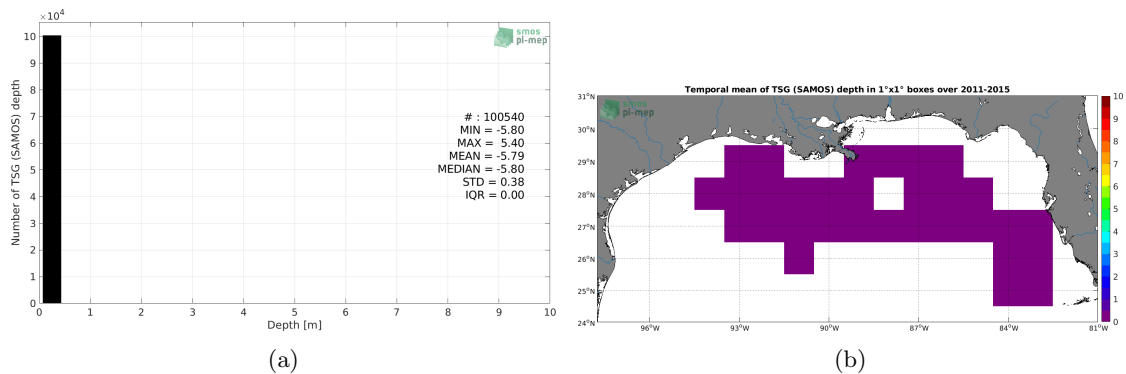 ×10⁴
10
9
8
7
6
5
4
3
2
1
0
Number of TSG (SAMOS) depth
smos
pi-mep
# : 100540
MIN = -5.80
MAX = 5.40
MEAN = -5.79
MEDIAN = -5.80
STD = 0.38
IQR = 0.00
0 1 2 3 4 5 6 7 8 9 10
Depth [m]
(a)
Temporal mean of TSG (SAMOS) depth in 1°x1° boxes over 2011-2015
smos
pi-mep
31°N
30°N
29°N
28°N
27°N
26°N
25°N
24°N
96°W 93°W 90°W 87°W 84°W 81°W
10
9
8
7
6
5
4
3
2
1
0
(b)